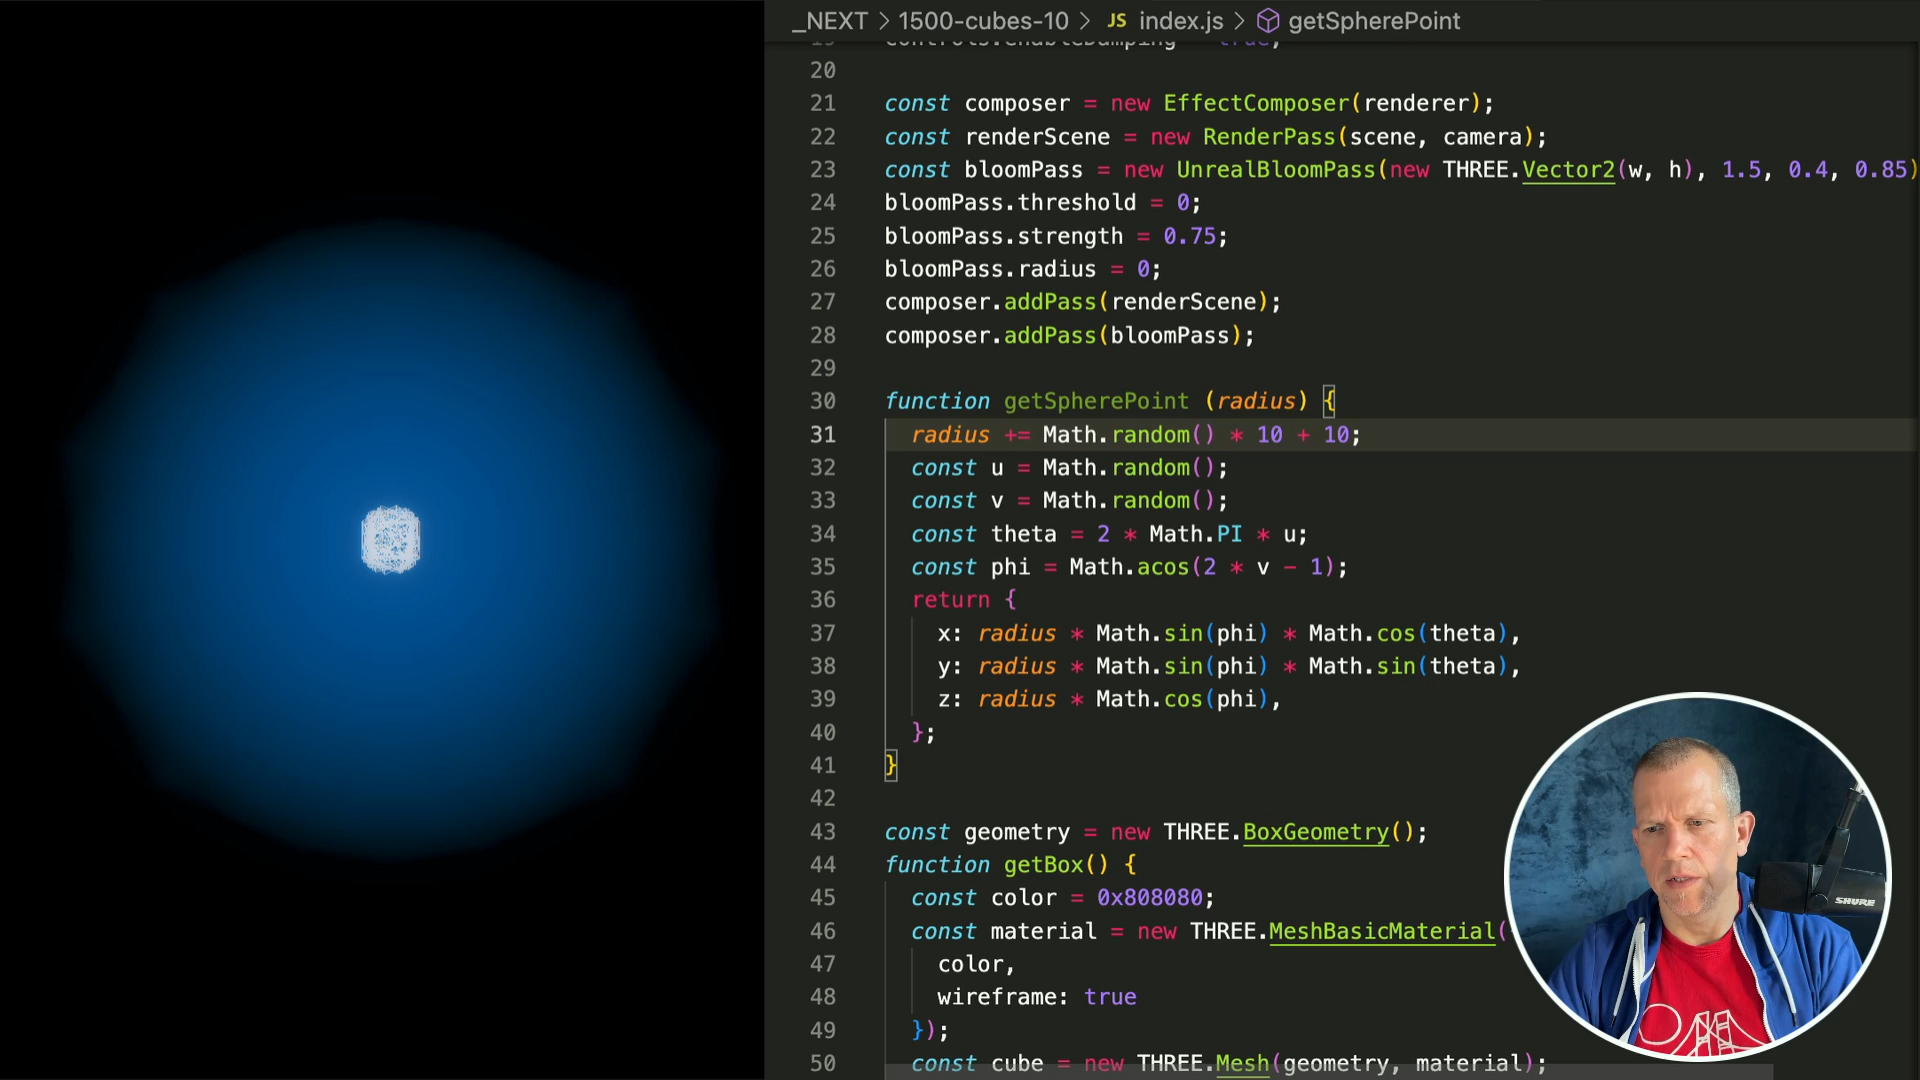 _NEXT > 1500-cubes-10 > JS index.js > getSpherePoint
19 controls.enableDamping = true;
20
21 const composer = new EffectComposer(renderer);
22 const renderScene = new RenderPass(scene, camera);
23 const bloomPass = new UnrealBloomPass(new THREE.Vector2(w, h), 1.5, 0.4, 0.85)
24 bloomPass.threshold = 0;
25 bloomPass.strength = 0.75;
26 bloomPass.radius = 0;
27 composer.addPass(renderScene);
28 composer.addPass(bloomPass);
29
30 function getSpherePoint (radius) {
31 radius += Math.random() * 10 + 10;
32 const u = Math.random();
33 const v = Math.random();
34 const theta = 2 * Math.PI * u;
35 const phi = Math.acos(2 * v - 1);
36 return {
37 x: radius * Math.sin(phi) * Math.cos(theta),
38 y: radius * Math.sin(phi) * Math.sin(theta),
39 z: radius * Math.cos(phi),
40 };
41 }
42
43 const geometry = new THREE.BoxGeometry();
44 function getBox() {
45 const color = 0x808080;
46 const material = new THREE.MeshBasicMaterial(
47 color,
48 wireframe: true
49 });
50 const cube = new THREE.Mesh(geometry, material);
SHURE